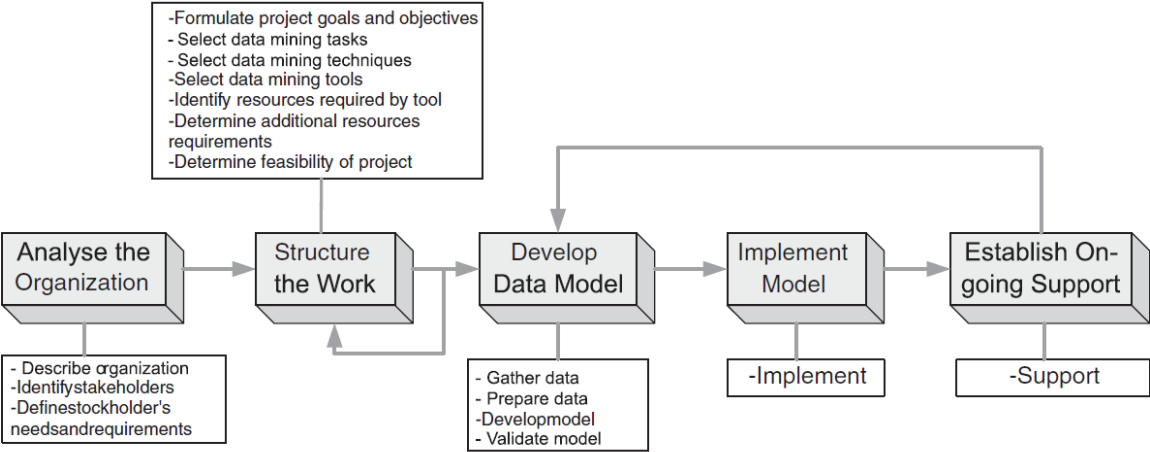 -Formulate project goals and objectives
- Select data mining tasks
- Select data mining techniques
-Select data mining tools
-Identify resources required by tool
-Determine additional resources
requirements
-Determine feasibility of project
Analyse the
Organization
Structure
the Work
Develop
Data Model
Implement
Model
Establish On-
going Support
- Describe organization
-Identifystakeholders
-Definestockholder's
needsandrequirements
- Gather data
- Prepare data
-Developmodel
- Validate model
-Implement
-Support